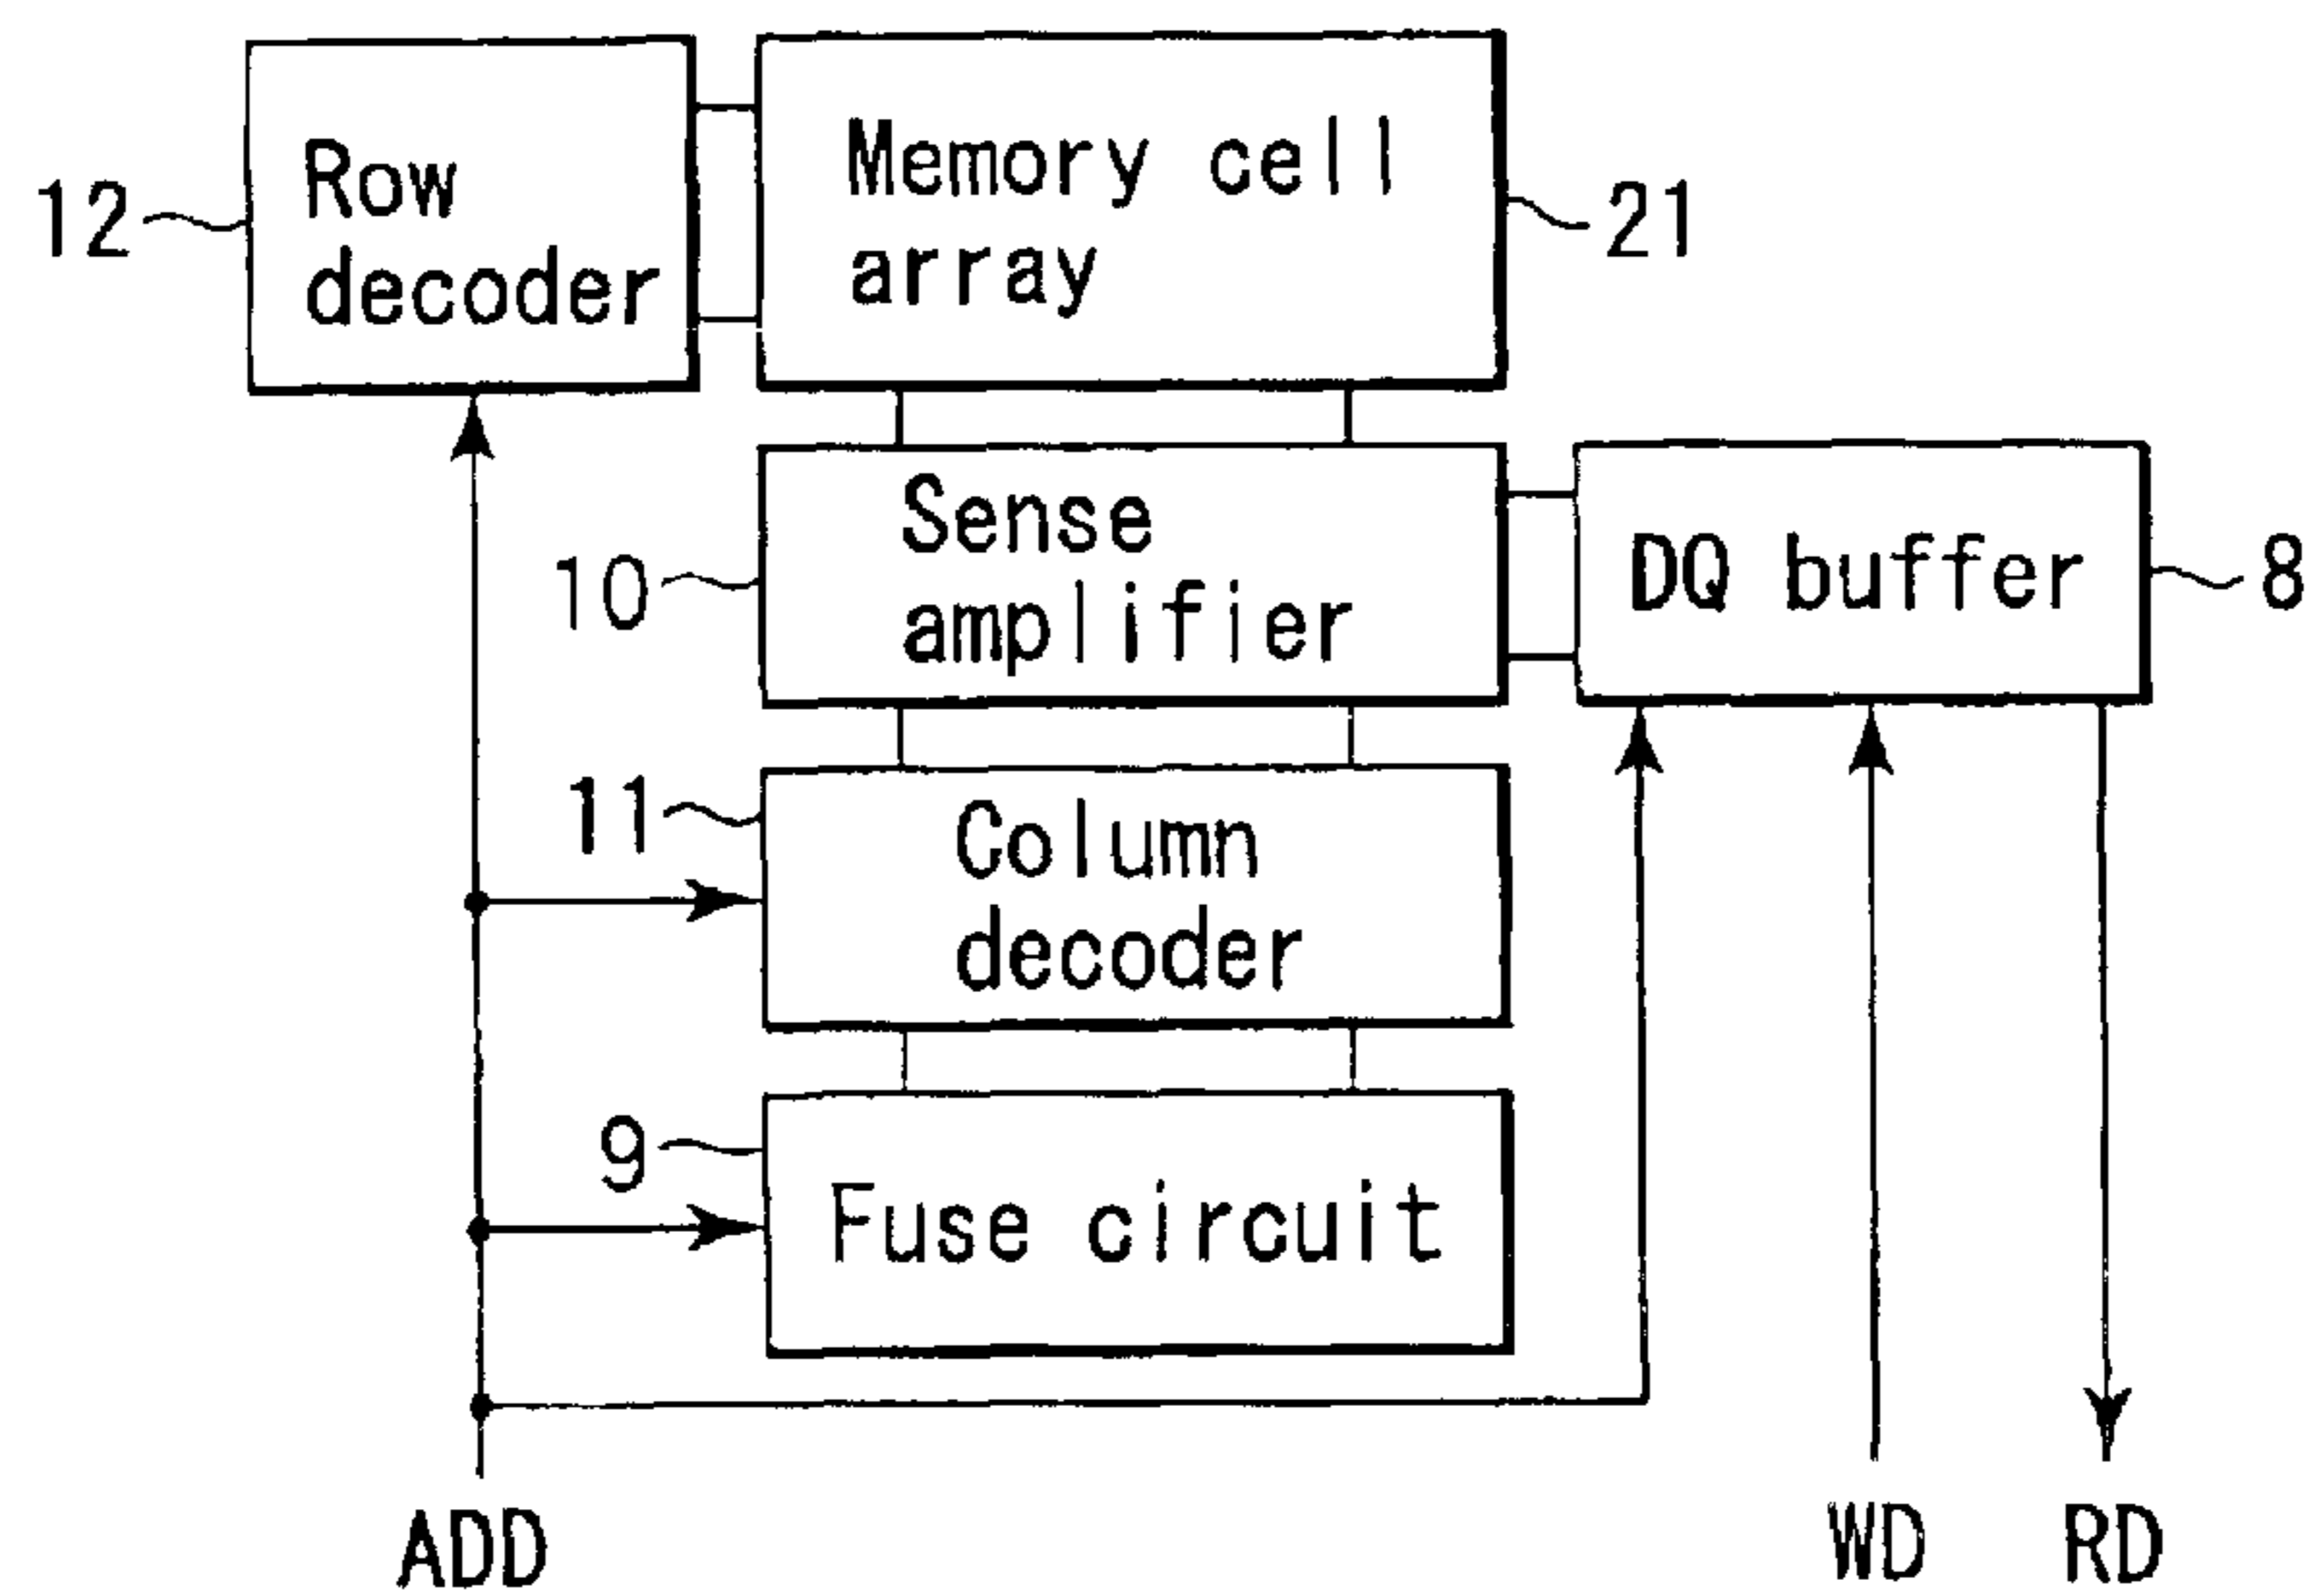 12
Row
decoder
Memory cell
array
21
10
Sense
amplifier
DQ buffer
8
11
Column
decoder
9
Fuse circuit
ADD
WD
RD